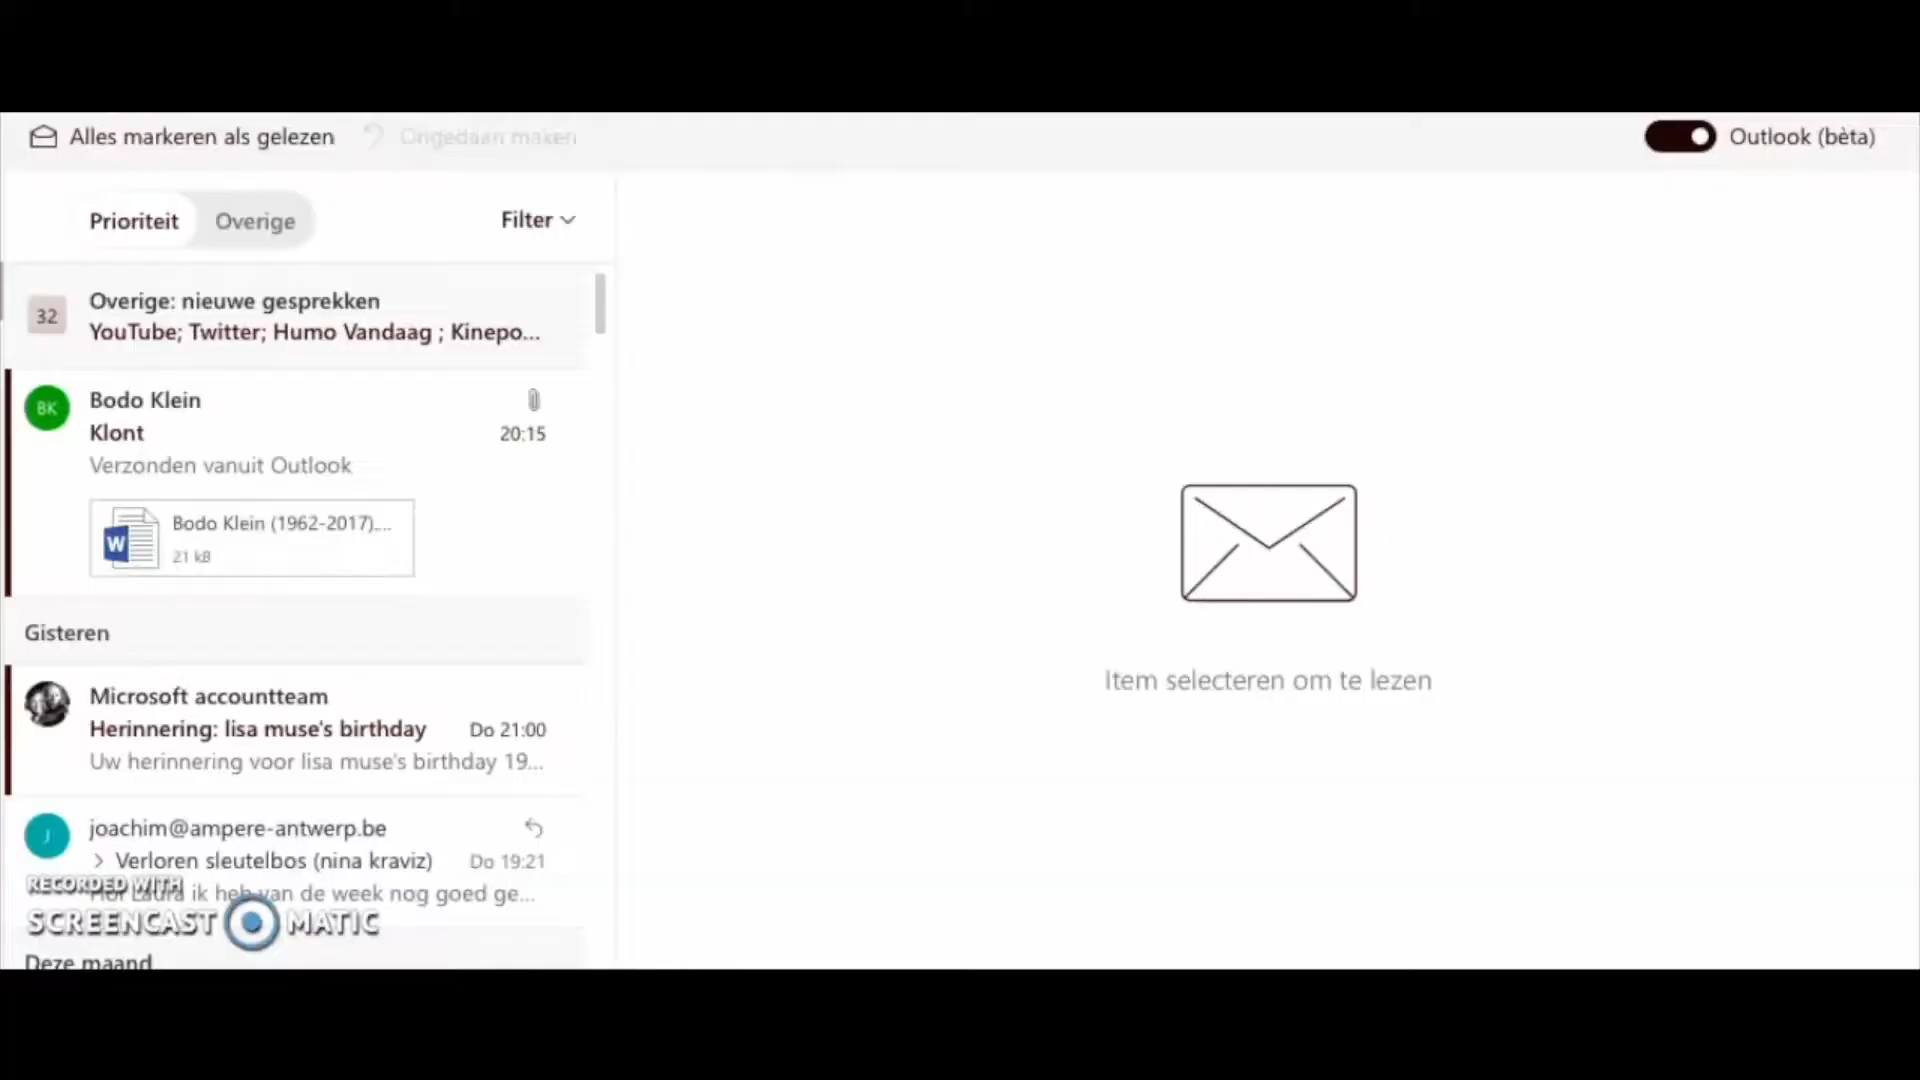 Alles markeren als gelezen
Ongedaan maken
Outlook (bèta)
Prioriteit
Overige
Filter
32
Overige: nieuwe gesprekken
YouTube; Twitter; Humo Vandaag ; Kinepo...
BK
Bodo Klein
Klont
20:15
Verzonden vanuit Outlook
W
Bodo Klein (1962-2017)....
21 kB
Gisteren
Microsoft accountteam
Herinnering: lisa muse's birthday
Do 21:00
Uw herinnering voor lisa muse's birthday 19...
J
joachim@ampere-antwerp.be
Verloren sleutelbos (nina kraviz)
Do 19:21
Laura ik heb van de week nog goed ge...
RECORDED WITH
SCREENCAST MATIC
Deze maand
Item selecteren om te lezen